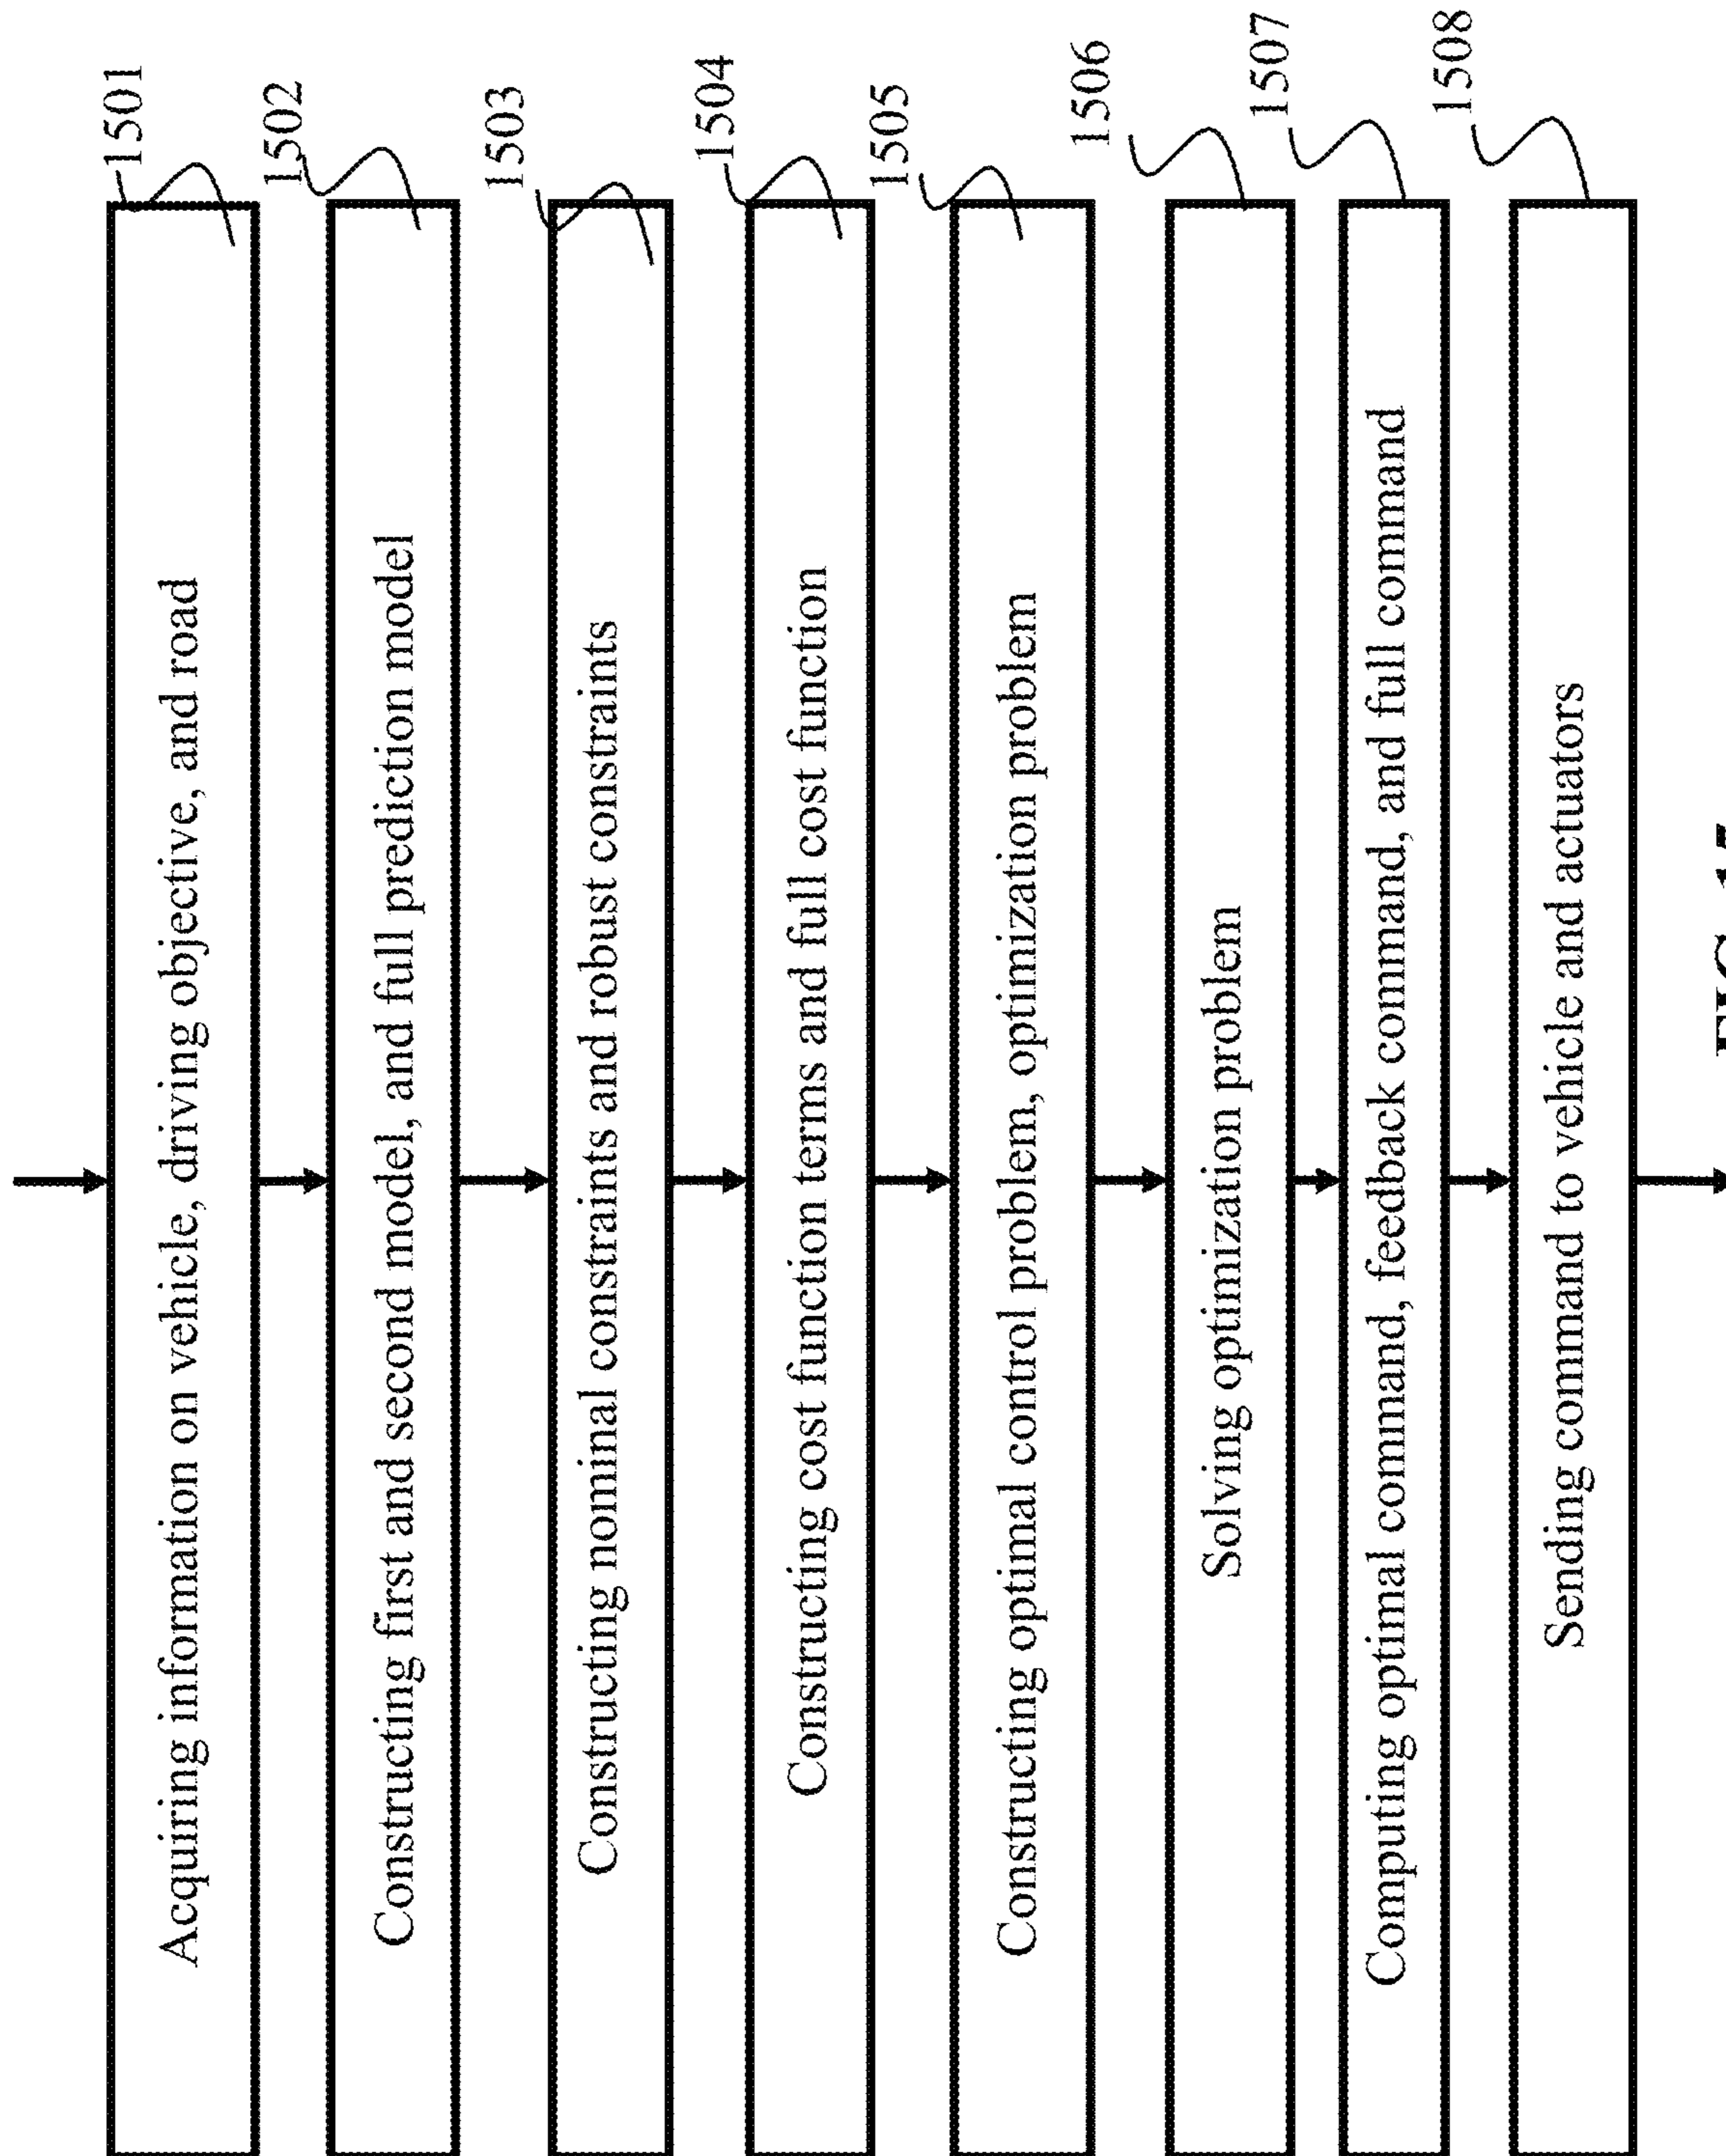 1501
Acquiring information on vehicle, driving objective, and road
1502
Constructing first and second model, and full prediction model
1503
Constructing nominal constraints and robust constraints
1504
Constructing cost function terms and full cost function
1505
Constructing optimal control problem, optimization problem
1506
Solving optimization problem
1507
Computing optimal command, feedback command, and full command
1508
Sending command to vehicle and actuators